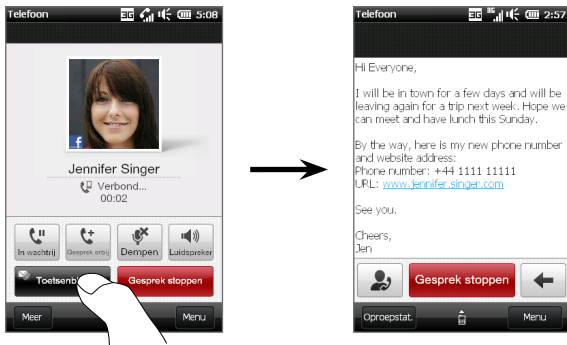 Telefoon 3G 5:08
Jennifer Singer
Verbond...
00:02
In wachtrij Gesprek erbij Dempen Luidspreker
Gesprek stoppen
Meer Menu
Telefoon 3G 2:57
Hi Everyone,
I will be in town for a few days and will be
leaving again for a trip next week. Hope we
can meet and have lunch this Sunday.
By the way, here is my new phone number
and website address:
Phone number: +44 1111 11111
URL: www.jennifer.singer.com
See you.
Cheers,
Jen
Gesprek stoppen
Oproepstat. Menu